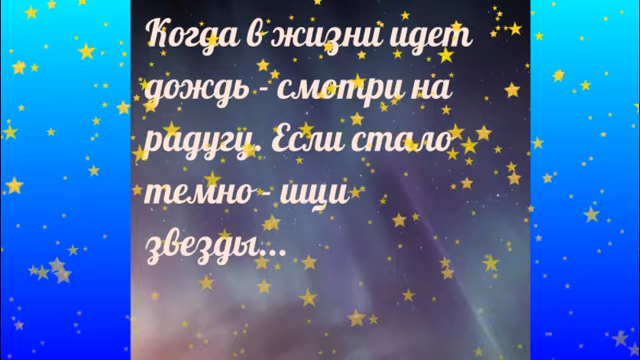 Когда в жизни идет
дождь - смотри на
радугу. Если стало
темно - ищи
звезды...